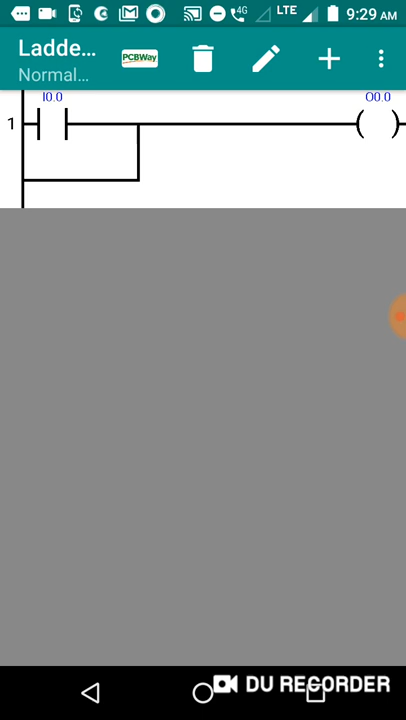 4G LTE 9:29 AM
Ladde...
Normal...
PCBWay
I0.0
O0.0
1
DU RECORDER